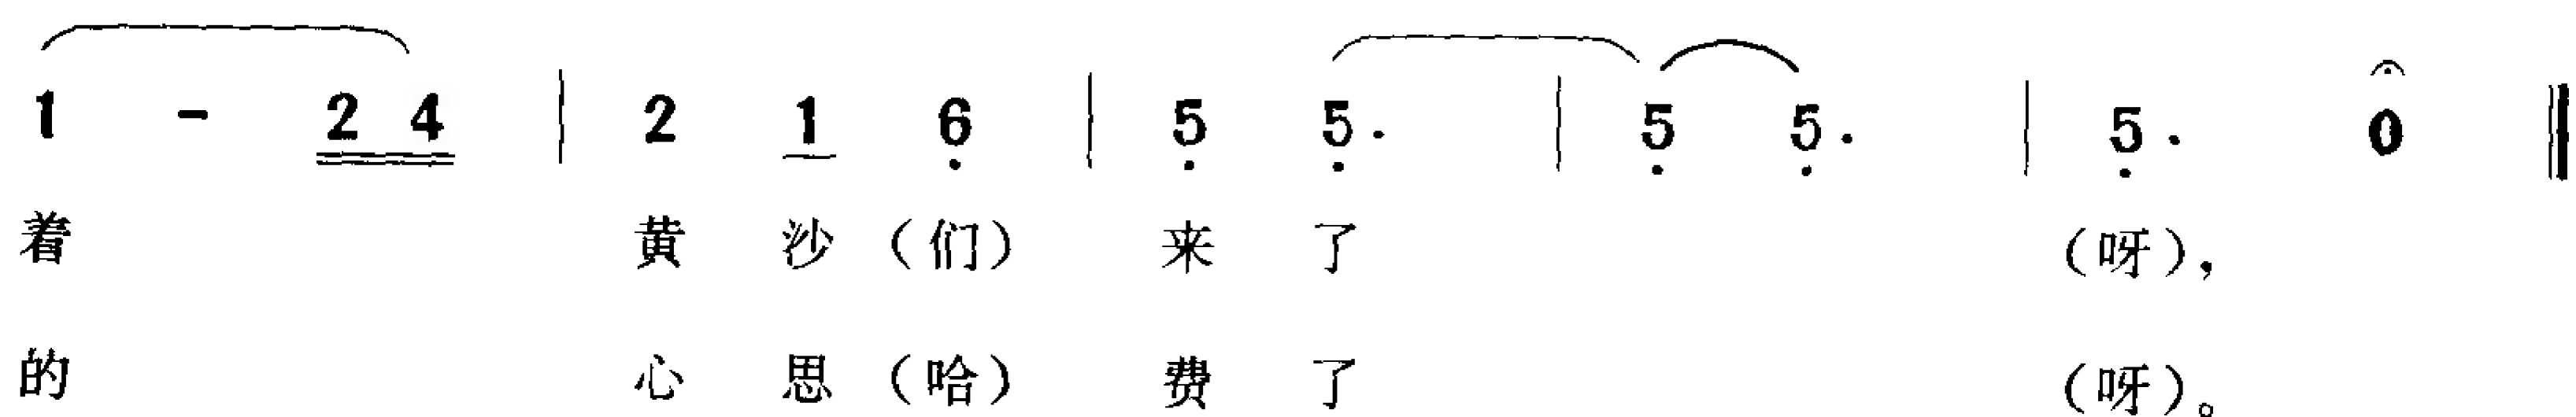 1 - 2 4 | 2 1 6 | 5 5. | 5 5. | 5. 0 ‖
着 黄 沙 （们） 来 了 （呀），
的 心 思 （哈） 费 了 （呀）。